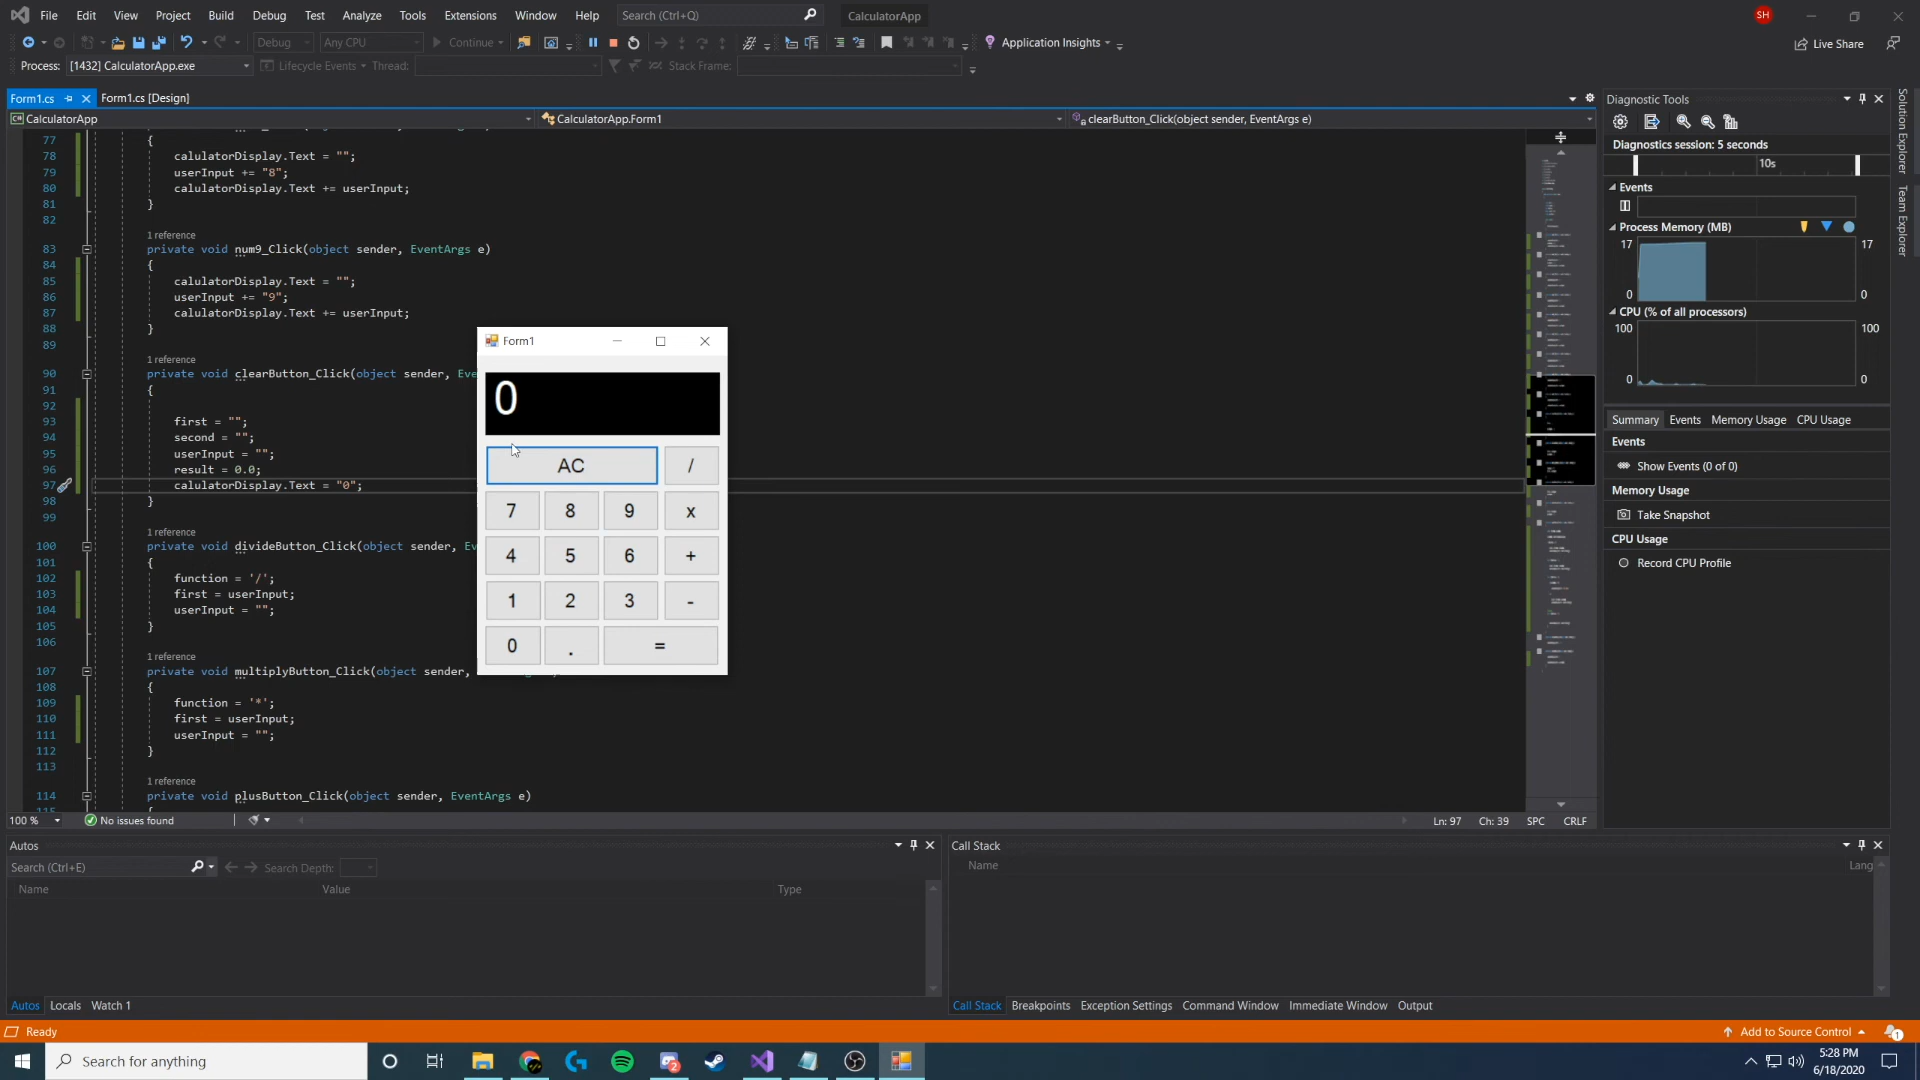 File Edit View Project Build Debug Test Analyze Tools Extensions Window Help Search (Ctrl+Q) CalculatorApp SH
Debug Any CPU Continue Application Insights Live Share
Process: [1432] CalculatorApp.exe Lifecycle Events Thread: Stack Frame:
Form1.cs Form1.cs [Design]
CalculatorApp CalculatorApp.Form1 clearButton_Click(object sender, EventArgs e)
77 {
78 calulatorDisplay.Text = "";
79 userInput += "8";
80 calulatorDisplay.Text += userInput;
81 }
82
1 reference
83 private void num9_Click(object sender, EventArgs e)
84 {
85 calulatorDisplay.Text = "";
86 userInput += "9";
87 calulatorDisplay.Text += userInput;
88 }
89
1 reference
90 private void clearButton_Click(object sender, Eve
91 {
92
93 first = "";
94 second = "";
95 userInput = "";
96 result = 0.0;
97 calulatorDisplay.Text = "0";
98 }
99
1 reference
100 private void divideButton_Click(object sender, Ev
101 {
102 function = '/';
103 first = userInput;
104 userInput = "";
105 }
106
1 reference
107 private void multiplyButton_Click(object sender,
108 {
109 function = '*';
110 first = userInput;
111 userInput = "";
112 }
113
1 reference
114 private void plusButton_Click(object sender, EventArgs e)
Form1
0
AC /
7 8 9 x
4 5 6 +
1 2 3 -
0 . =
Diagnostic Tools
Diagnostics session: 5 seconds
10s
Events
Process Memory (MB)
17 17
0 0
CPU (% of all processors)
100 100
0 0
Summary Events Memory Usage CPU Usage
Events
Show Events (0 of 0)
Memory Usage
Take Snapshot
CPU Usage
Record CPU Profile
Solution Explorer
Team Explorer
100 % No issues found Ln: 97 Ch: 39 SPC CRLF
Autos
Search (Ctrl+E) Search Depth:
Name Value Type
Autos Locals Watch 1
Call Stack
Name Lang
Call Stack Breakpoints Exception Settings Command Window Immediate Window Output
Ready Add to Source Control 1
Search for anything 2 5:28 PM
6/18/2020